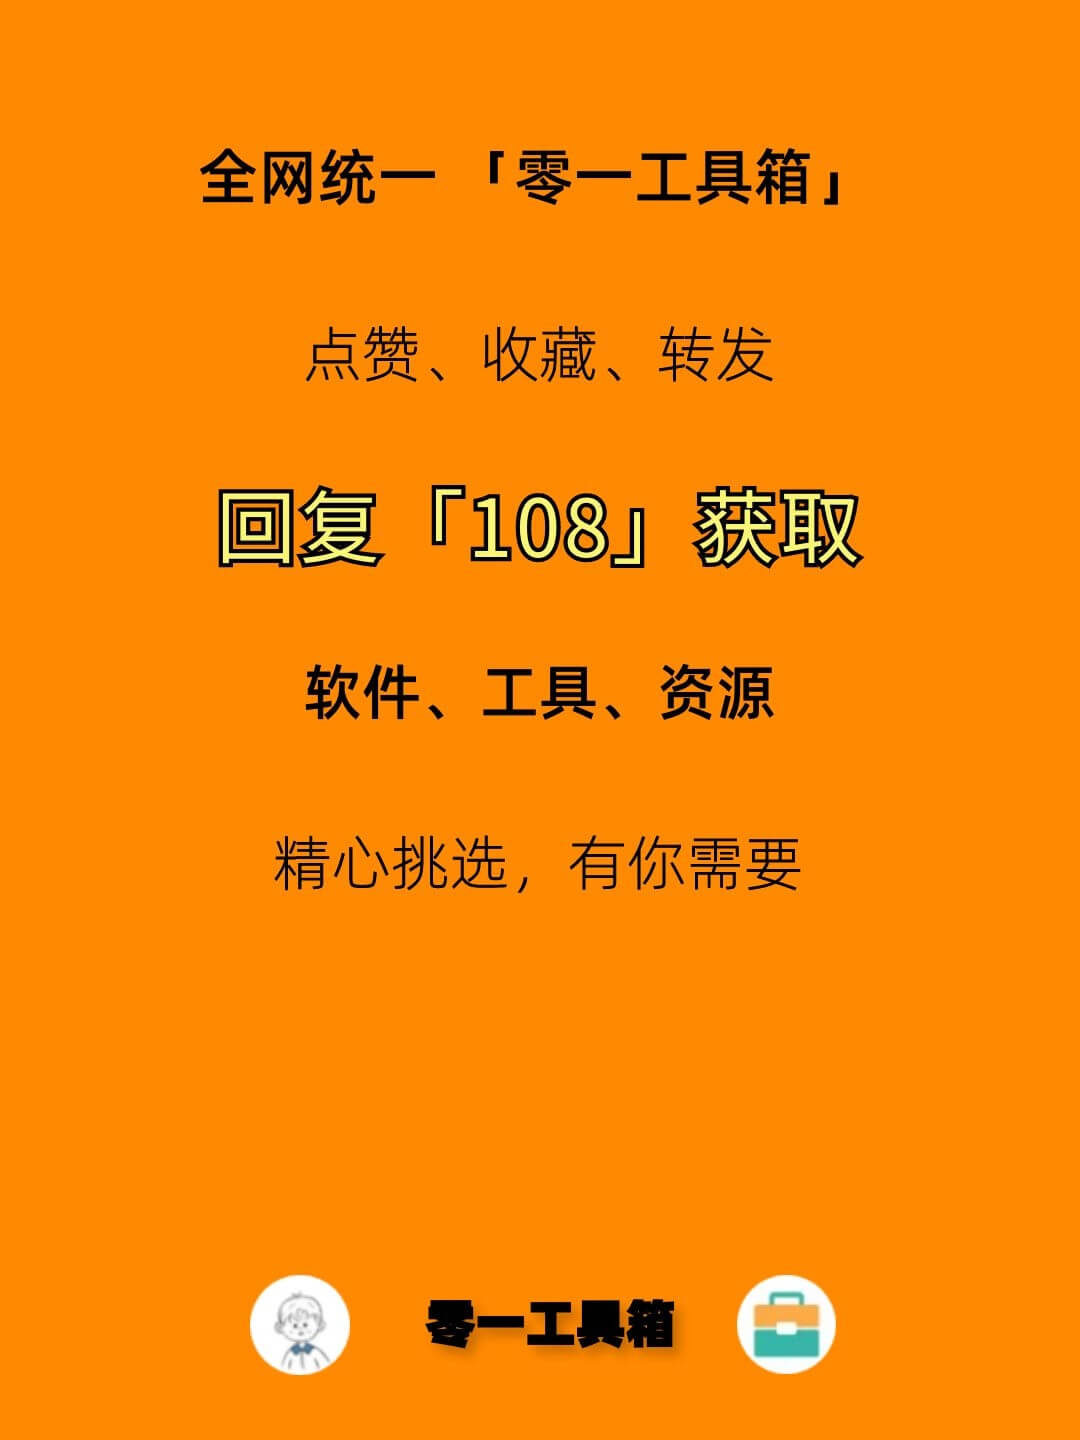 全网统一「零一工具箱」
点赞、收藏、转发
回复「108」获取
软件、工具、资源
精心挑选，有你需要
零一工具箱